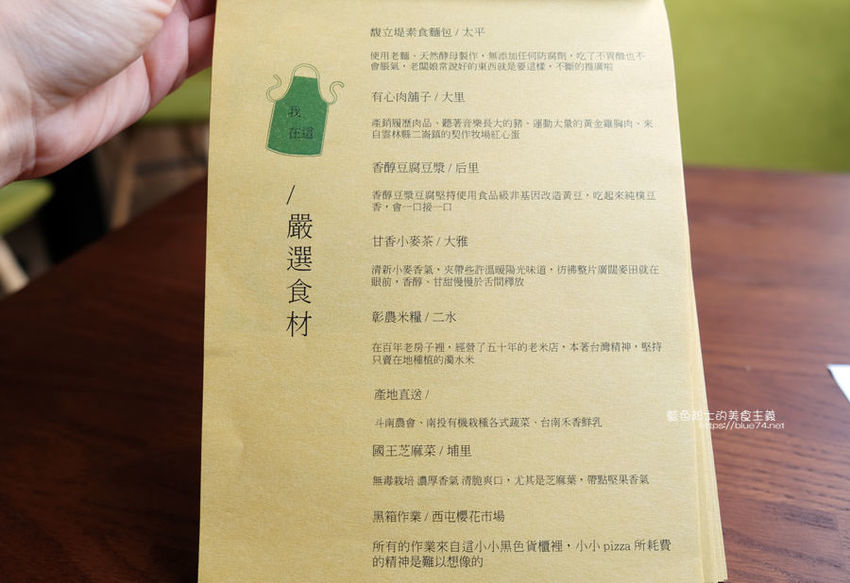 我、
在這
/嚴選食材
馥立堤素食麵包 / 太平
使用老麵、天然酵母製作，無添加任何防腐劑，吃了不胃酸也不
會脹氣，老闆娘常說好的東西就是要這樣，不斷的推廣啦
有心肉舖子 / 大里
產銷履歷肉品、聽著音樂長大的豬、運動大量的黃金雞胸肉、來
自雲林縣二崙鎮的契作牧場紅心蛋
香醇豆腐豆漿 / 后里
香醇豆漿豆腐堅持使用食品級非基因改造黃豆，吃起來純樸豆
香，會一口接一口
甘香小麥茶 / 大雅
清新小麥香氣，夾帶些許溫暖陽光味道，彷彿整片廣闊麥田就在
眼前，香醇、甘甜慢慢於舌間釋放
彰農米糧 / 二水
在百年老房子裡，經營了五十年的老米店，本著台灣精神，堅持
只賣在地種植的濁水米
產地直送 /
斗南農會、南投有機栽種各式蔬菜、台南禾香鮮乳
國王芝麻菜 / 埔里
無毒栽培 濃厚香氣 清脆爽口，尤其是芝麻葉，帶點堅果香氣
黑箱作業 / 西屯櫻花市場
所有的作業來自這小小黑色貨櫃裡，小小 pizza 所耗費
的精神是難以想像的
藍色起士的美食主義
https://blue74.net